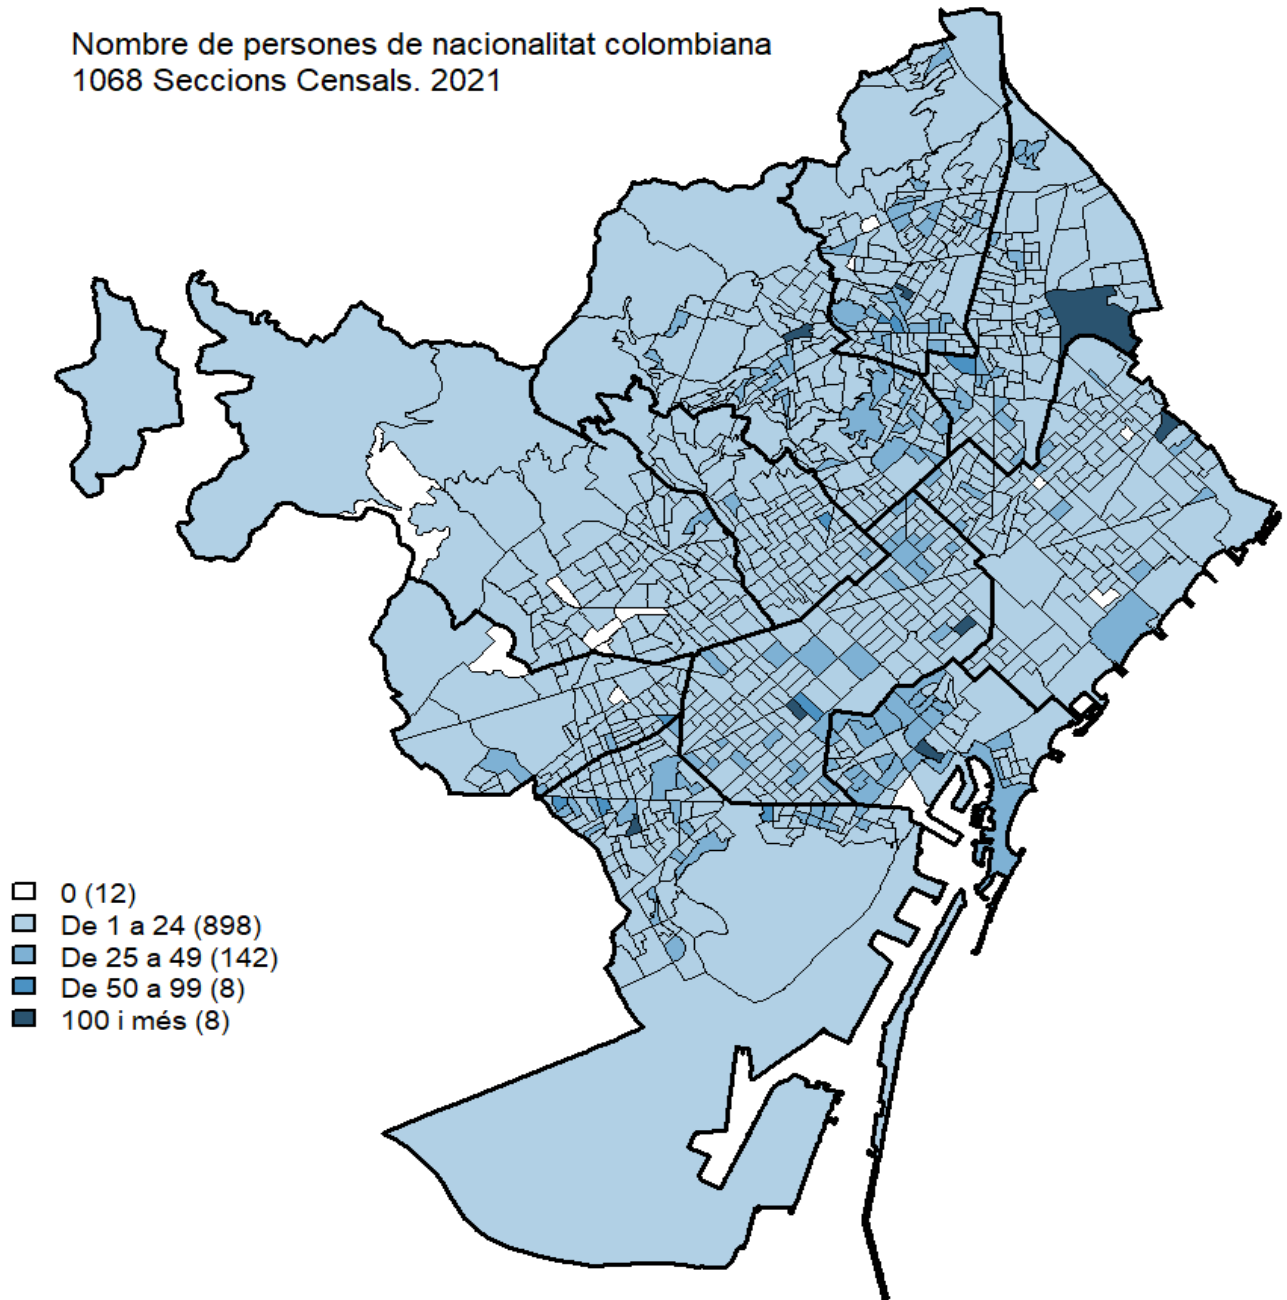 Nombre de persones de nacionalitat colombiana
1068 Seccions Censals. 2021
0 (12)
De 1 a 24 (898)
De 25 a 49 (142)
De 50 a 99 (8)
100 i més (8)